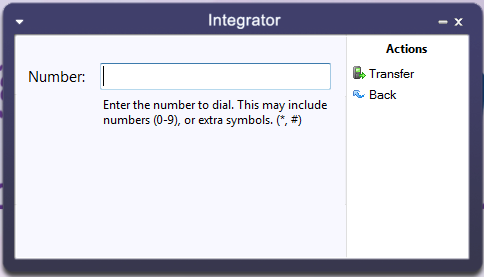 Integrator
Number:
Enter the number to dial. This may include
numbers (0-9), or extra symbols. (*, #)
Actions
Transfer
Back